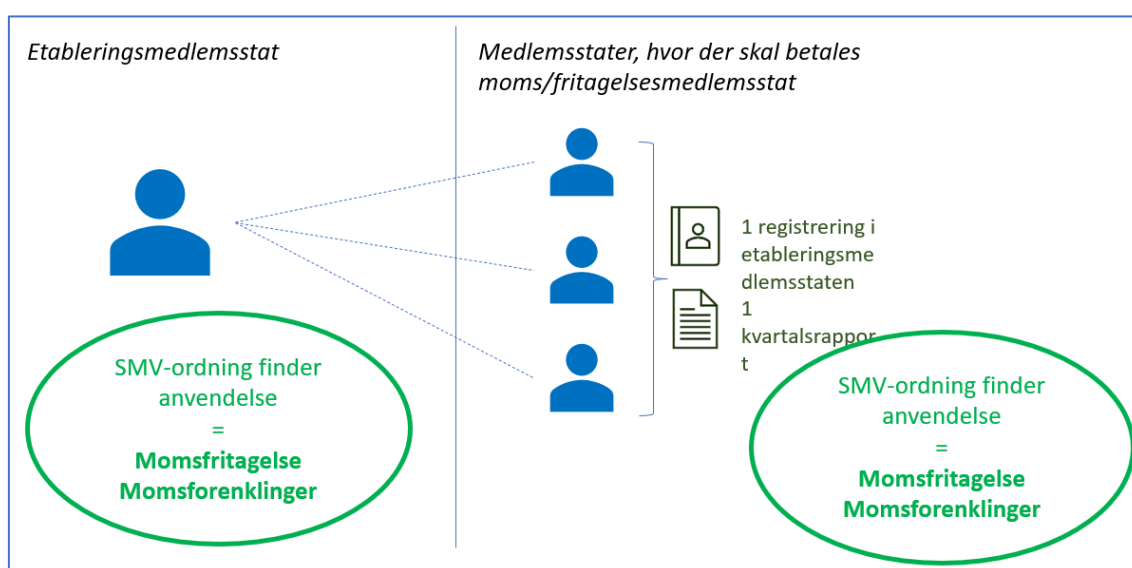 Etableringsmedlemsstat
Medlemsstater, hvor der skal betales
moms/fritagelsesmedlemsstat
1 registrering i
etableringsme
dlemsstaten
1
kvartalsrappor
t
SMV-ordning finder
anvendelse
=
Momsfritagelse
Momsforenklinger
SMV-ordning finder
anvendelse
=
Momsfritagelse
Momsforenklinger